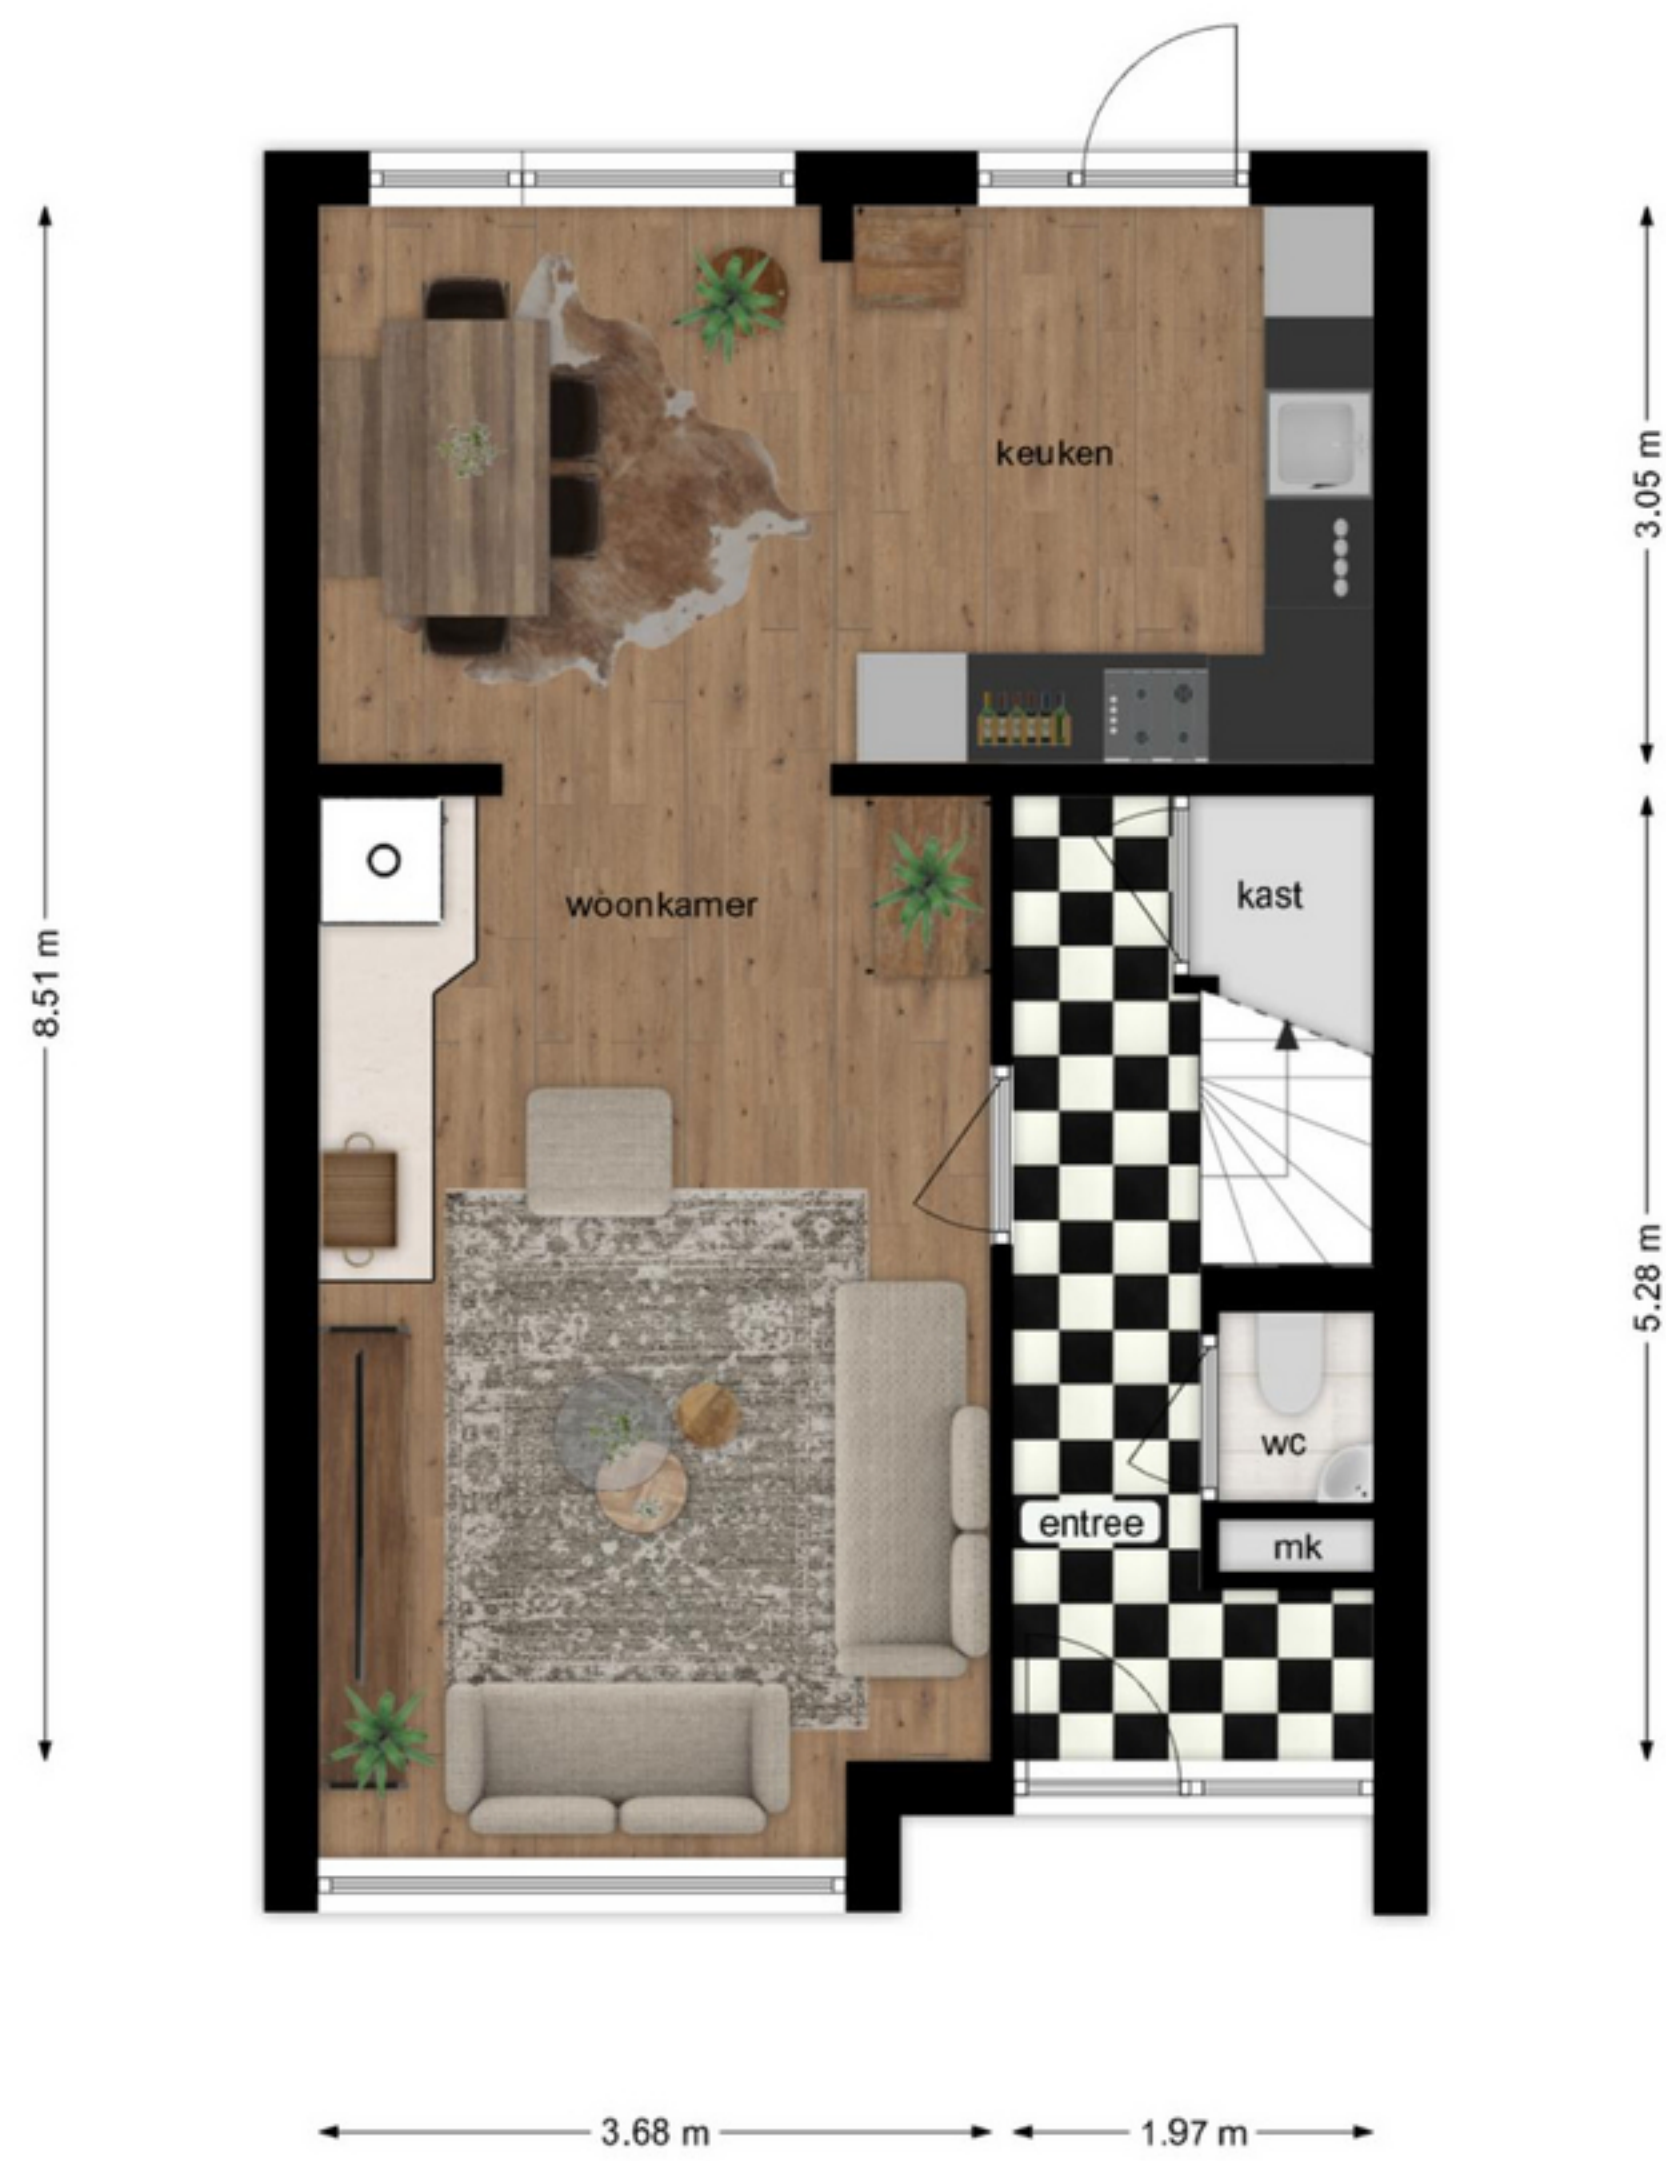 keuken
3.05 m
woonkamer
kast
8.51 m
5.28 m
wc
entree
mk
3.68 m
1.97 m